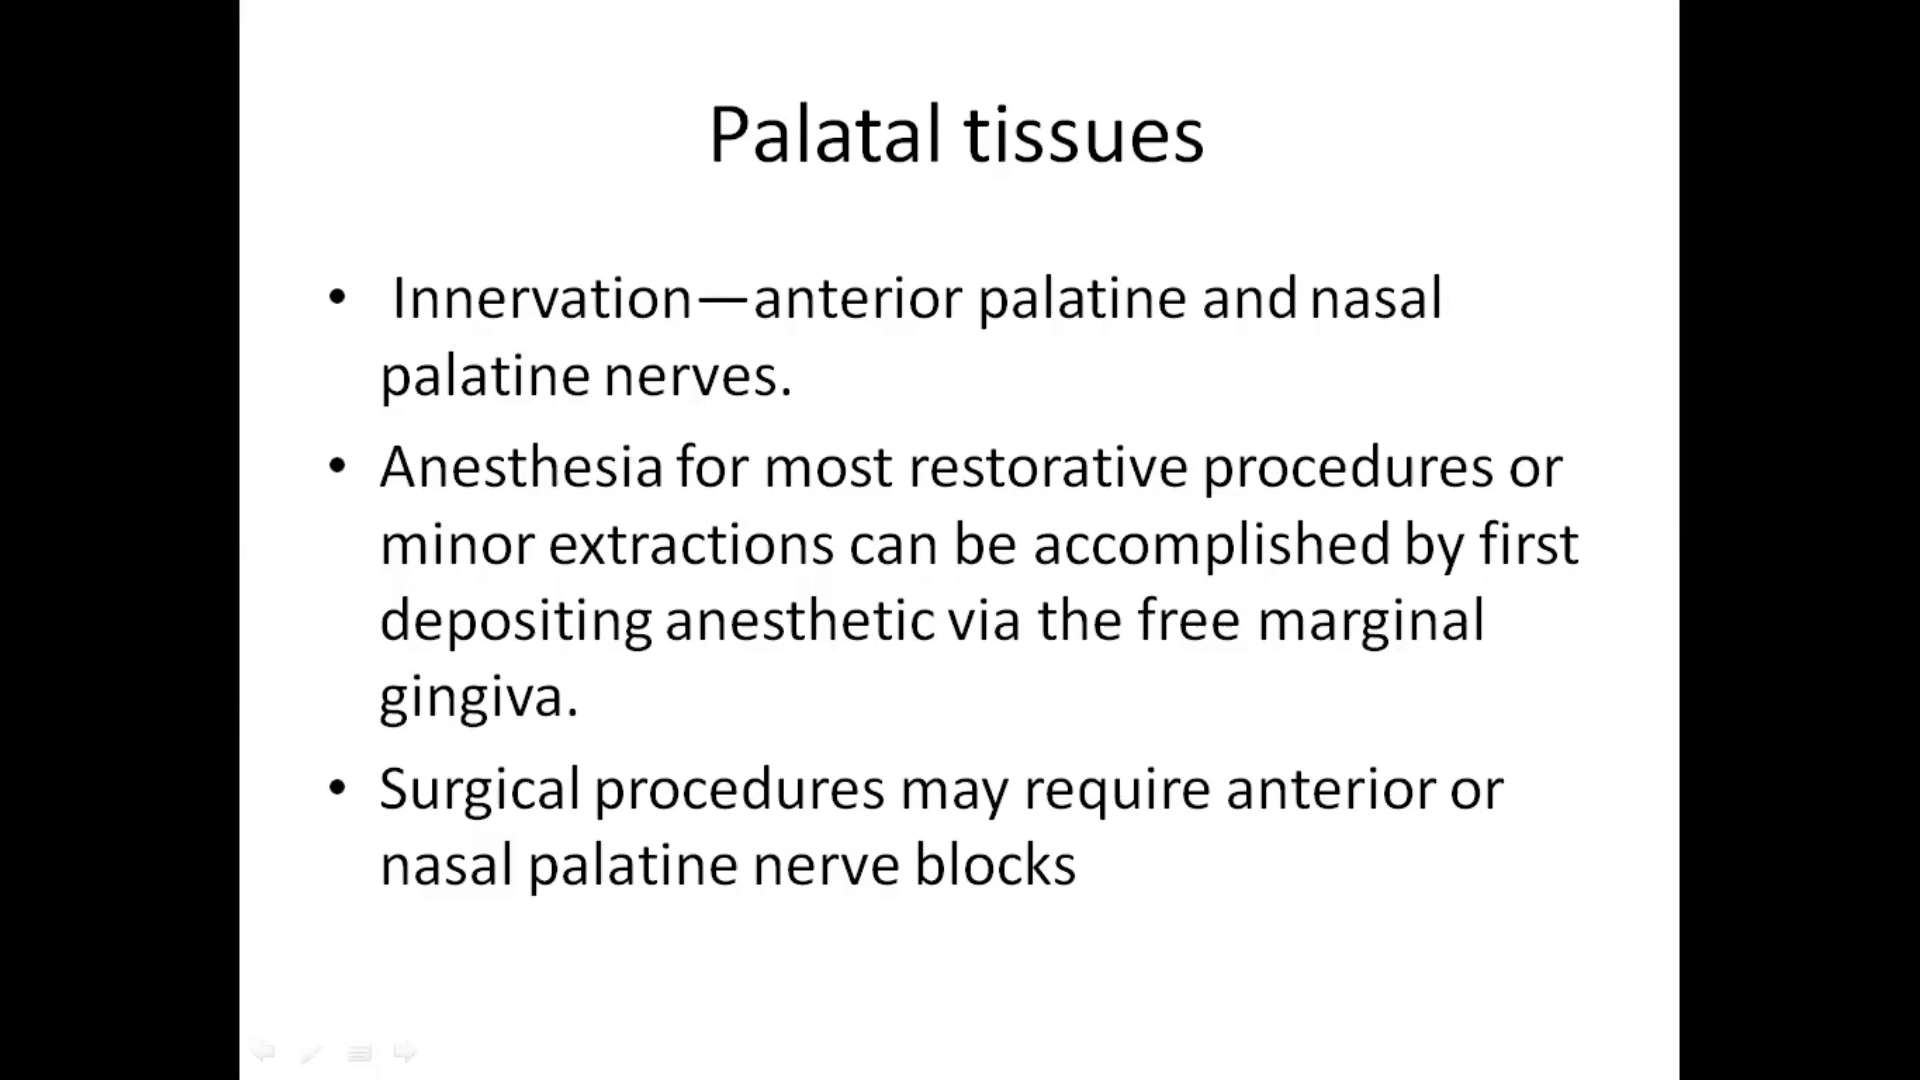 Palatal tissues
• Innervation—anterior palatine and nasal
palatine nerves.
• Anesthesia for most restorative procedures or
minor extractions can be accomplished by first
depositing anesthetic via the free marginal
gingiva.
• Surgical procedures may require anterior or
nasal palatine nerve blocks